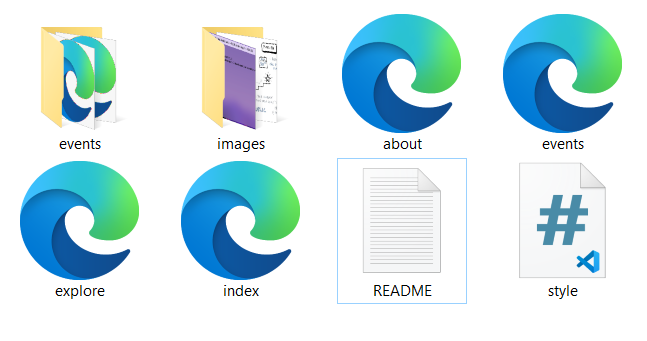 events
images
about
events
explore
index
README
style